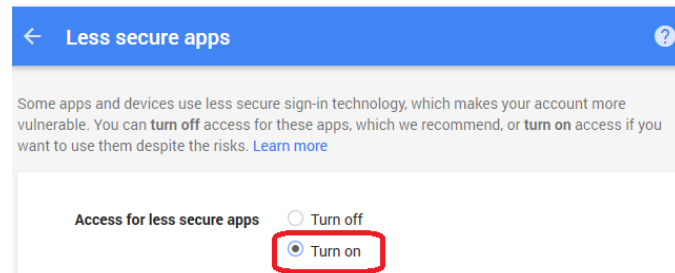 Less secure apps
Some apps and devices use less secure sign-in technology, which makes your account more
vulnerable. You can turn off access for these apps, which we recommend, or turn on access if you
want to use them despite the risks. Learn more
Access for less secure apps
Turn off
Turn on